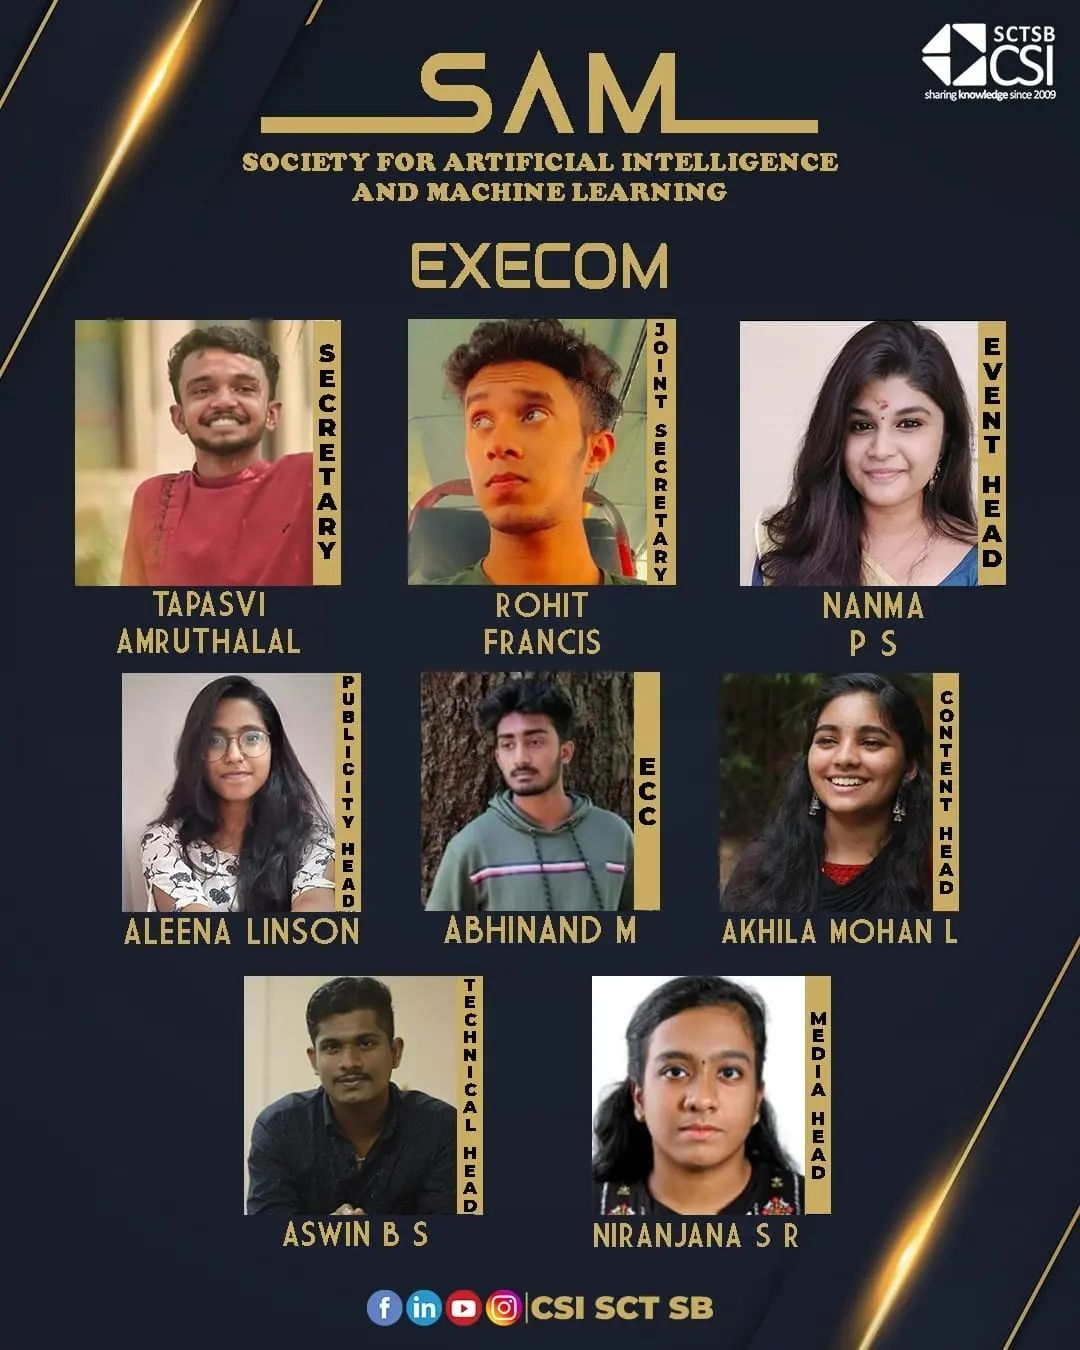 SCTSB
CSI
sharing knowledge since 2009
SAM
SOCIETY FOR ARTIFICIAL INTELLIGENCE
AND MACHINE LEARNING
EXECOM
SECRETARY
TAPASVI
AMRUTHALAL
JOINT SECRETARY
ROHIT
FRANCIS
EVENT HEAD
NANMA
P S
PUBLICITY HEAD
ALEENA LINSON
ECC
ABHINAND M
CONTENT HEAD
AKHILA MOHAN L
TECHNICAL HEAD
ASWIN B S
MEDIA HEAD
NIRANJANA S R
f in CSI SCT SB